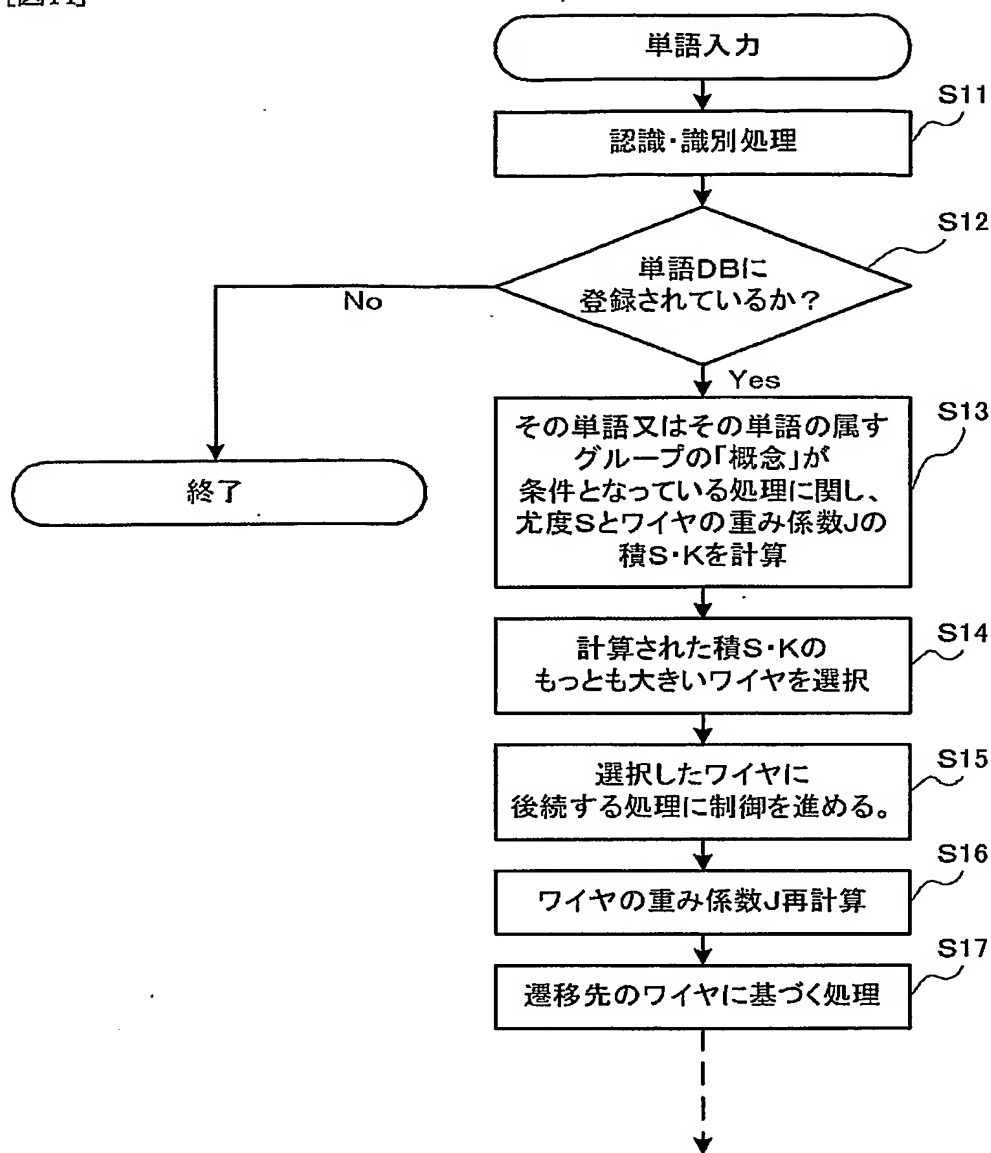 単語入力
S11
認識・識別処理
S12
単語DBに
登録されているか?
No
Yes
終了
S13
その単語又はその単語の属す
グループの「概念」が
条件となっている処理に関し、
尤度Sとワイヤの重み係数Jの
積S・Kを計算
S14
計算された積S・Kの
もっとも大きいワイヤを選択
S15
選択したワイヤに
後続する処理に制御を進める。
S16
ワイヤの重み係数J再計算
S17
遷移先のワイヤに基づく処理